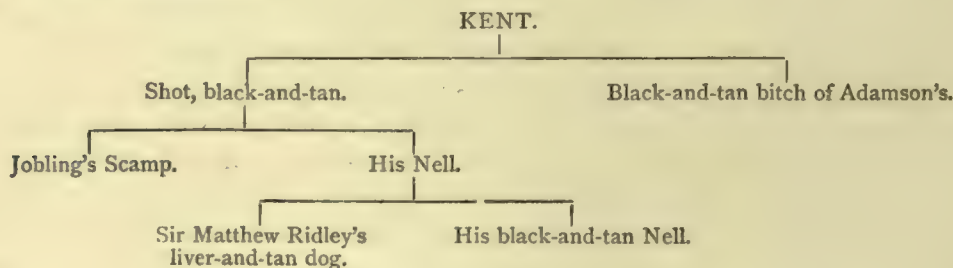 KENT.
Shot, black-and-tan. Black-and-tan bitch of Adamson's.
Jobling's Scamp. His Nell.
Sir Matthew Ridley's His black-and-tan Nell.
liver-and-tan dog.